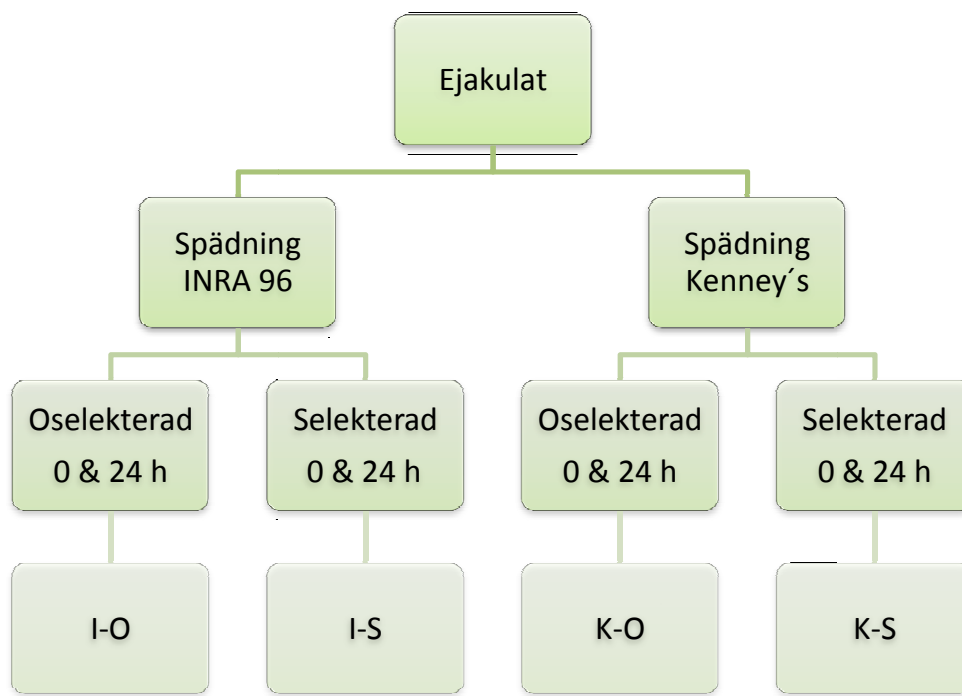 Ejakulat
Spädning
INRA 96
Spädning
Kenney´s
Oselekterad
0 & 24 h
Selekterad
0 & 24 h
Oselekterad
0 & 24 h
Selekterad
0 & 24 h
I-O
I-S
K-O
K-S